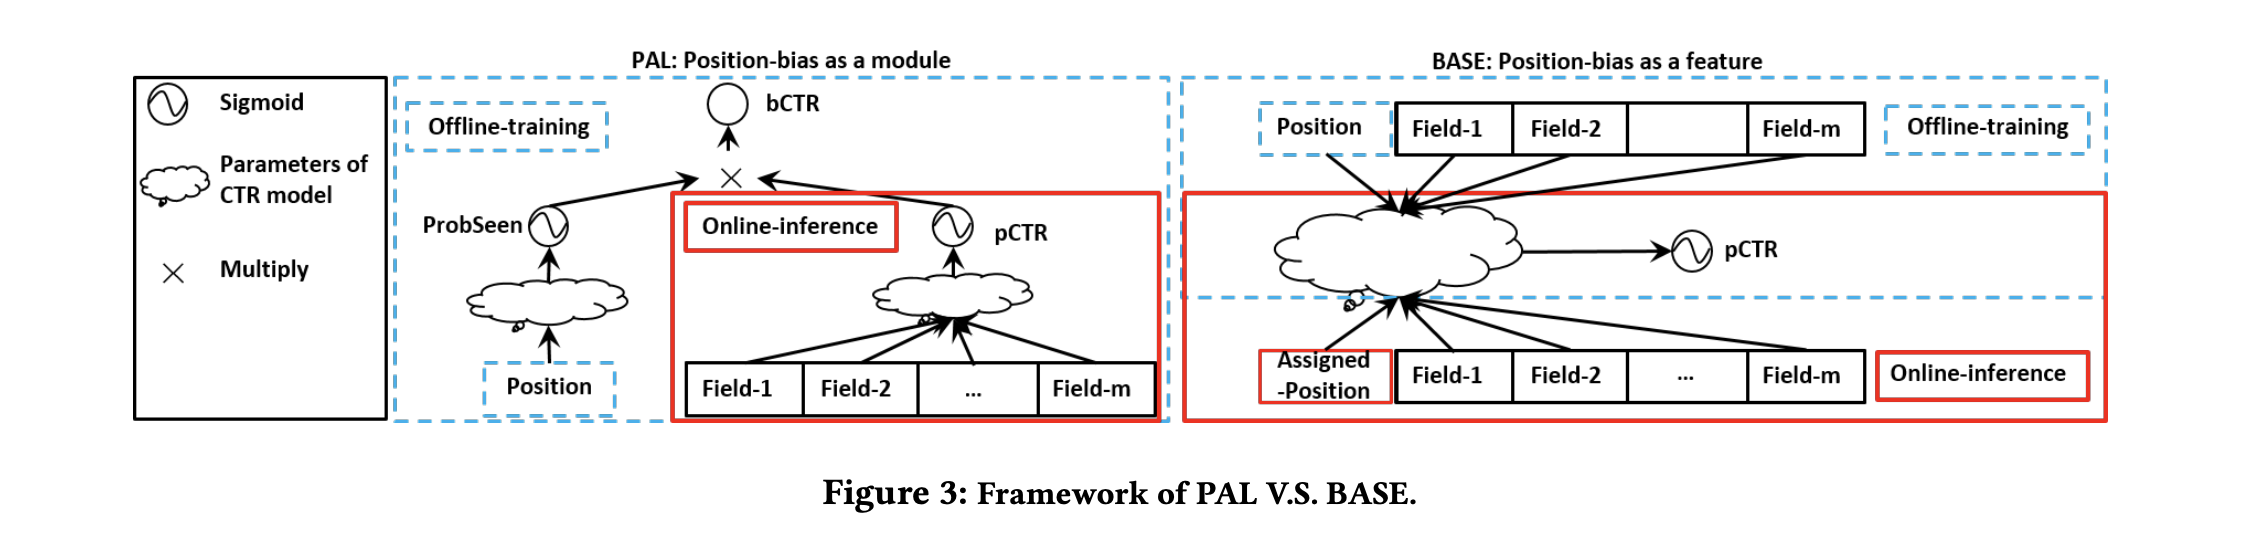 Sigmoid
Parameters of
CTR model
Multiply
PAL: Position-bias as a module
Offline-training
bCTR
ProbSeen
Online-inference
pCTR
Position
Field-1
Field-2
...
Field-m
BASE: Position-bias as a feature
Position
Field-1
Field-2
Field-m
Offline-training
pCTR
Assigned
-Position
Field-1
Field-2
...
Field-m
Online-inference
Figure 3: Framework of PAL V.S. BASE.